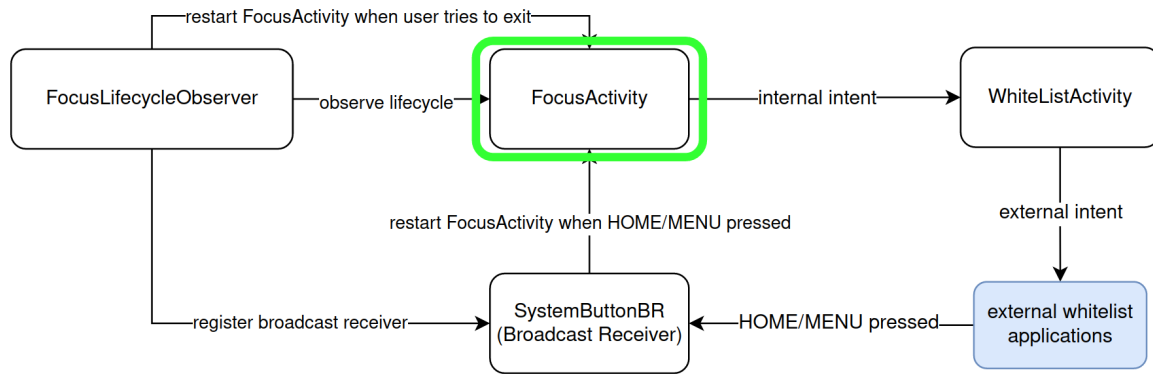 restart FocusActivity when user tries to exit
FocusLifecycleObserver
observe lifecycle
FocusActivity
internal intent
WhiteListActivity
restart FocusActivity when HOME/MENU pressed
external intent
register broadcast receiver
SystemButtonBR
(Broadcast Receiver)
HOME/MENU pressed
external whitelist
applications